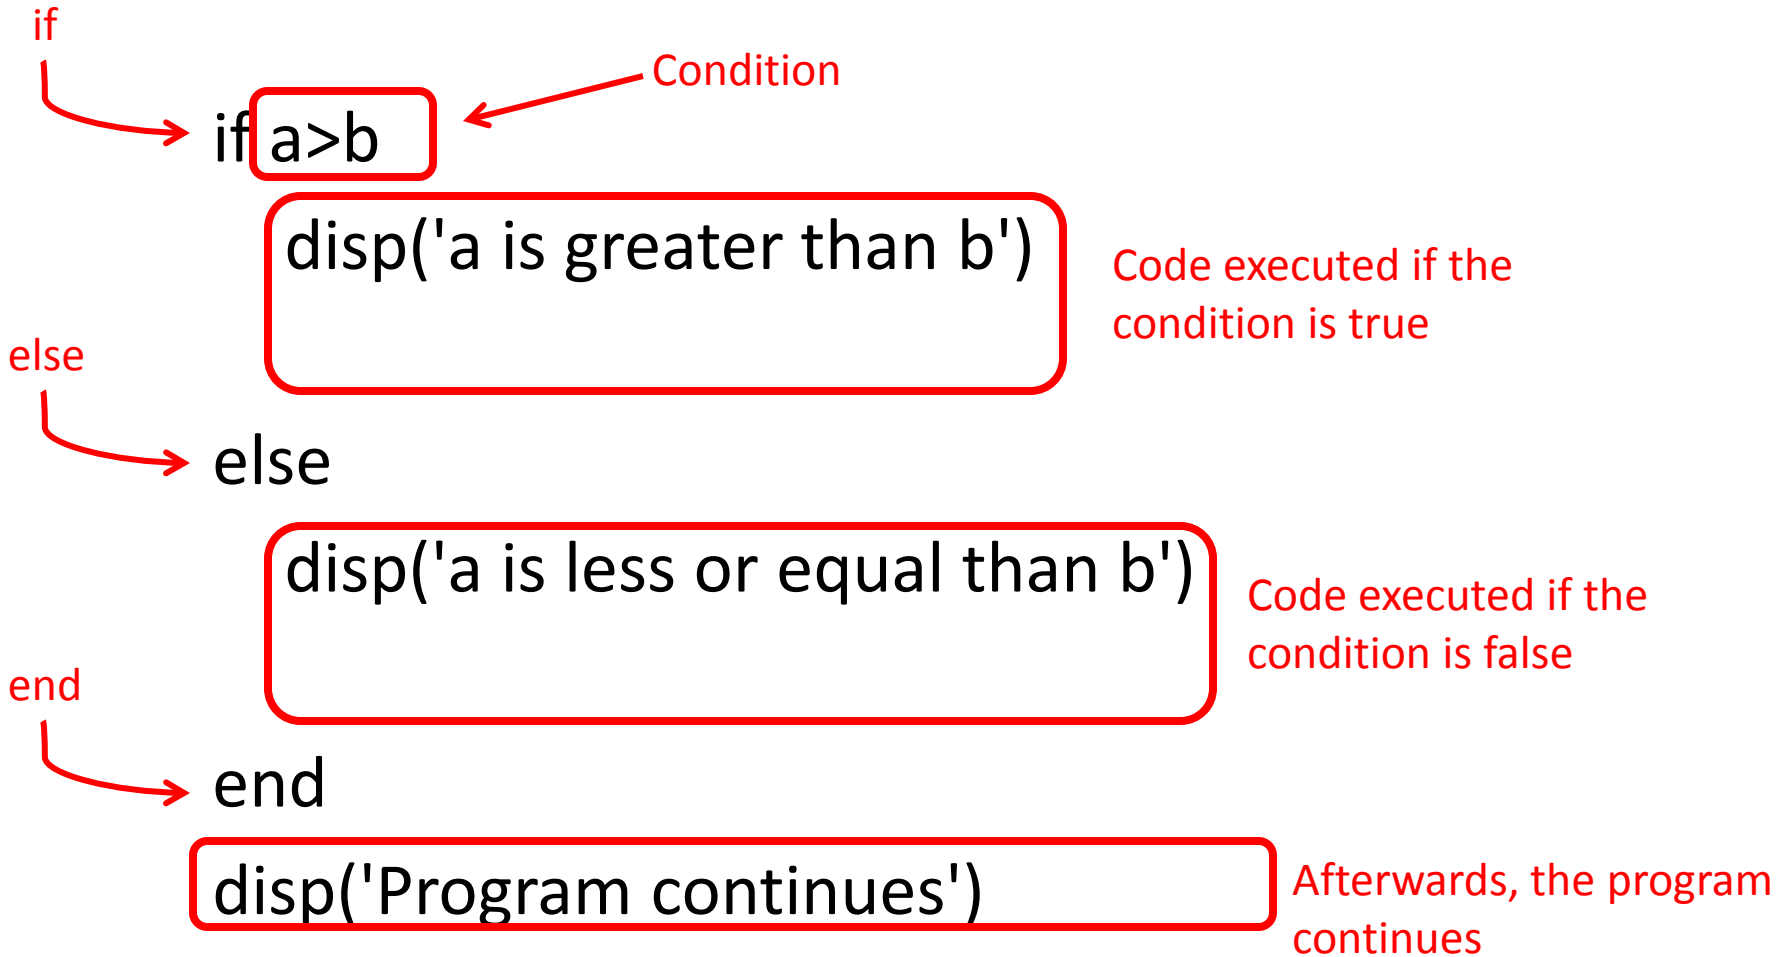 if
Condition
if a>b
disp('a is greater than b')
Code executed if the
condition is true
else
else
disp('a is less or equal than b')
Code executed if the
condition is false
end
end
disp('Program continues')
Afterwards, the program
continues